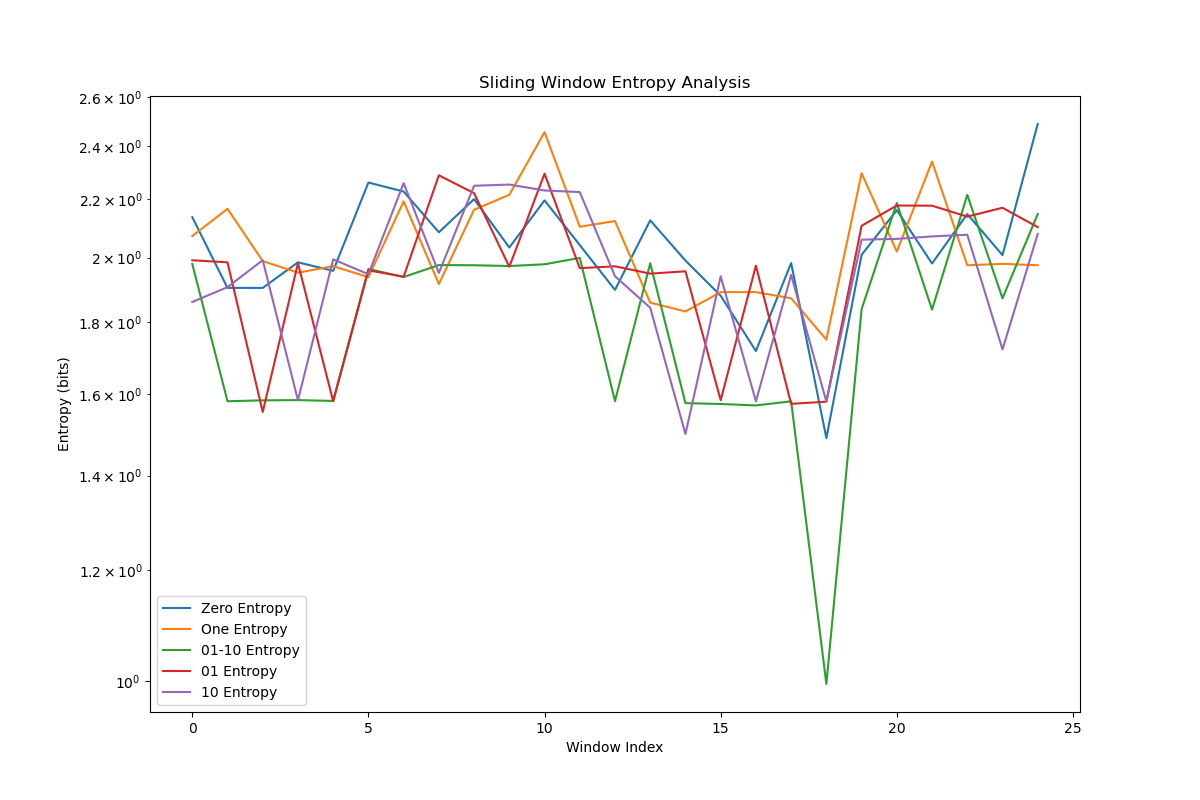 Sliding Window Entropy Analysis
2.6 × 10⁰
2.4 × 10⁰
2.2 × 10⁰
2 × 10⁰
1.8 × 10⁰
1.6 × 10⁰
1.4 × 10⁰
1.2 × 10⁰
10⁰
Entropy (bits)
Zero Entropy
One Entropy
01-10 Entropy
01 Entropy
10 Entropy
0 5 10 15 20 25
Window Index